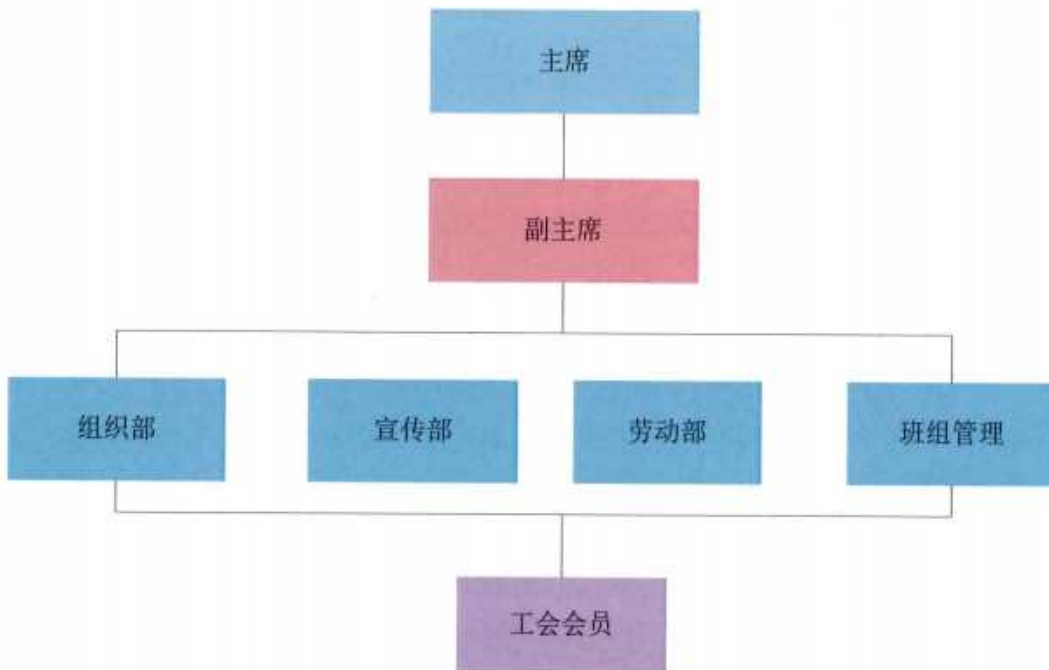 主席
副主席
组织部
宣传部
劳动部
班组管理
工会会员